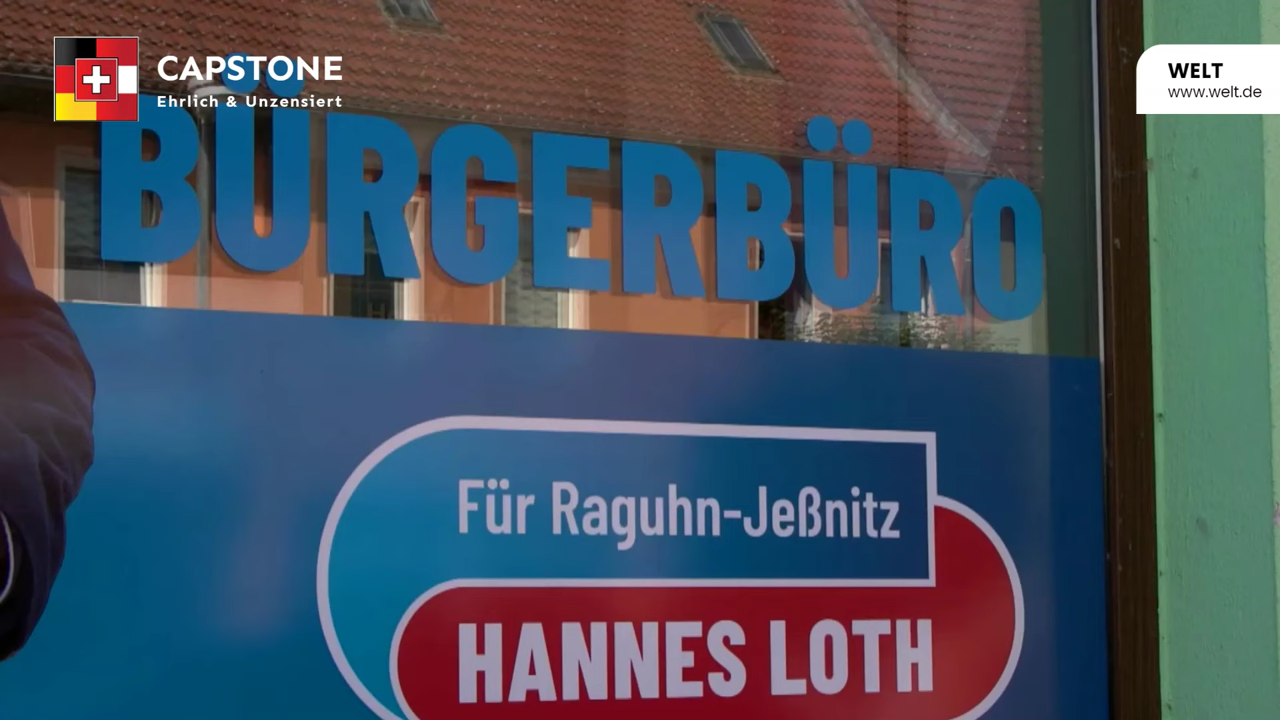 CAPSTONE
Ehrlich & Unzensiert
WELT
www.welt.de
BÜRGERBÜRO
Für Raguhn-Jeßnitz
HANNES LOTH